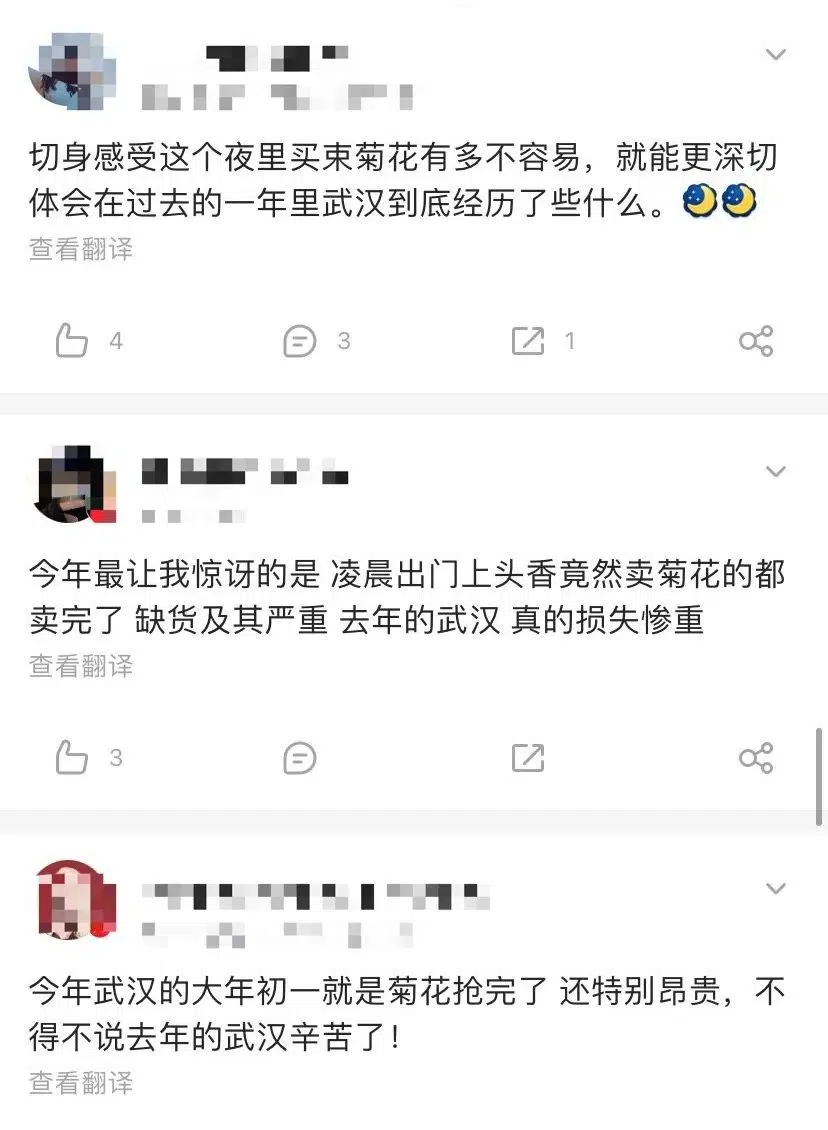 切身感受这个夜里买束菊花有多不容易，就能更深切
体会在过去的一年里武汉到底经历了些什么。🌜🌜
查看翻译
4
3
1
今年最让我惊讶的是 凌晨出门上头香竟然卖菊花的都
卖完了 缺货及其严重 去年的武汉 真的损失惨重
查看翻译
3
今年武汉的大年初一就是菊花抢完了 还特别昂贵，不
得不说去年的武汉辛苦了！
查看翻译